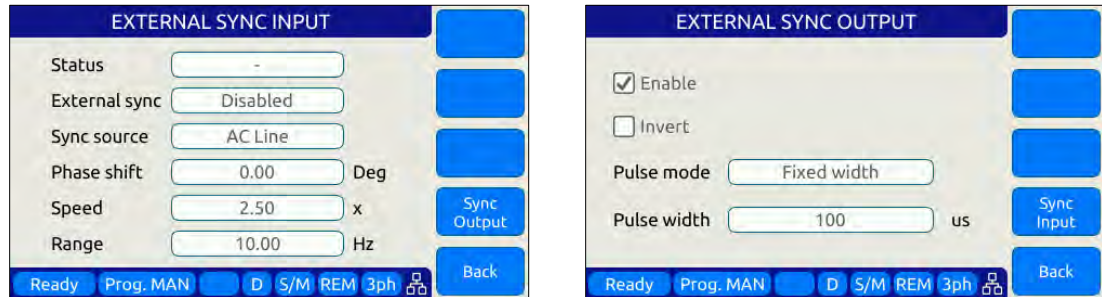 EXTERNAL SYNC INPUT
Status -
External sync Disabled
Sync source AC Line
Phase shift 0.00 Deg
Speed 2.50 x
Range 10.00 Hz
Sync
Output
Back
Ready Prog. MAN D S/M REM 3ph
EXTERNAL SYNC OUTPUT
Enable
Invert
Pulse mode Fixed width
Pulse width 100 us
Sync
Input
Back
Ready Prog. MAN D S/M REM 3ph